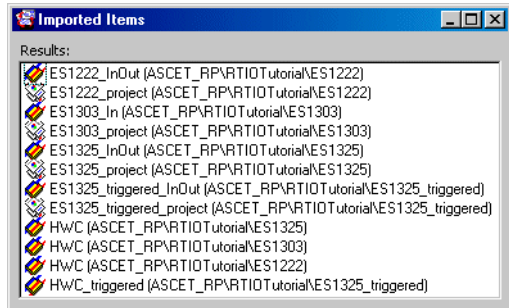 Imported Items
Results:
ES1222_InOut (ASCET_RP\RTIOTutorial\ES1222)
ES1222_project (ASCET_RP\RTIOTutorial\ES1222)
ES1303_In (ASCET_RP\RTIOTutorial\ES1303)
ES1303_project (ASCET_RP\RTIOTutorial\ES1303)
ES1325_InOut (ASCET_RP\RTIOTutorial\ES1325)
ES1325_project (ASCET_RP\RTIOTutorial\ES1325)
ES1325_triggered_InOut (ASCET_RP\RTIOTutorial\ES1325_triggered)
ES1325_triggered_project (ASCET_RP\RTIOTutorial\ES1325_triggered)
HWC (ASCET_RP\RTIOTutorial\ES1325)
HWC (ASCET_RP\RTIOTutorial\ES1303)
HWC (ASCET_RP\RTIOTutorial\ES1222)
HWC_triggered (ASCET_RP\RTIOTutorial\ES1325_triggered)